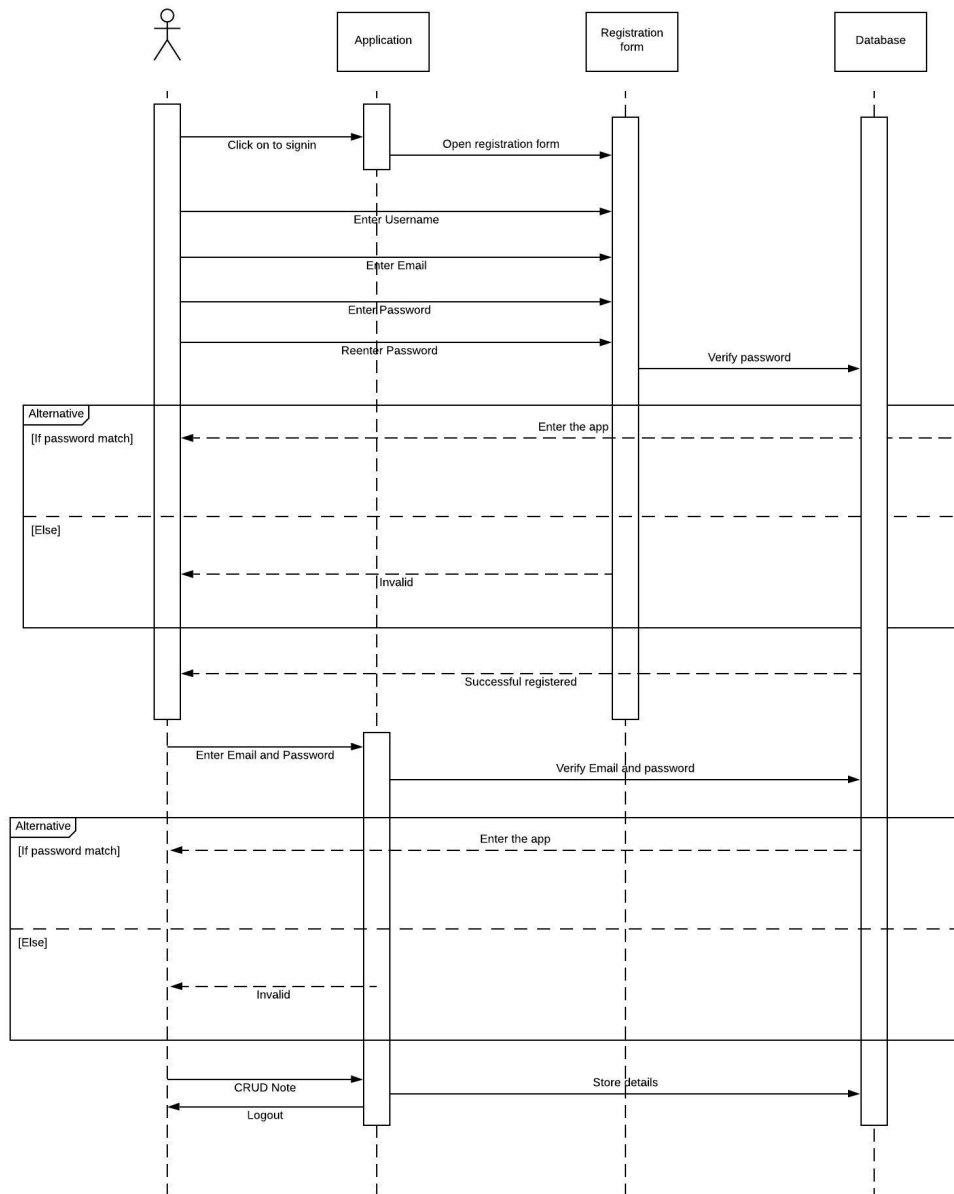 Application
Registration
form
Database
Click on to signin
Open registration form
Enter Username
Enter Email
Enter Password
Reenter Password
Verify password
Alternative
[If password match]
Enter the app
[Else]
Invalid
Successful registered
Enter Email and Password
Verify Email and password
Alternative
[If password match]
Enter the app
[Else]
Invalid
CRUD Note
Store details
Logout